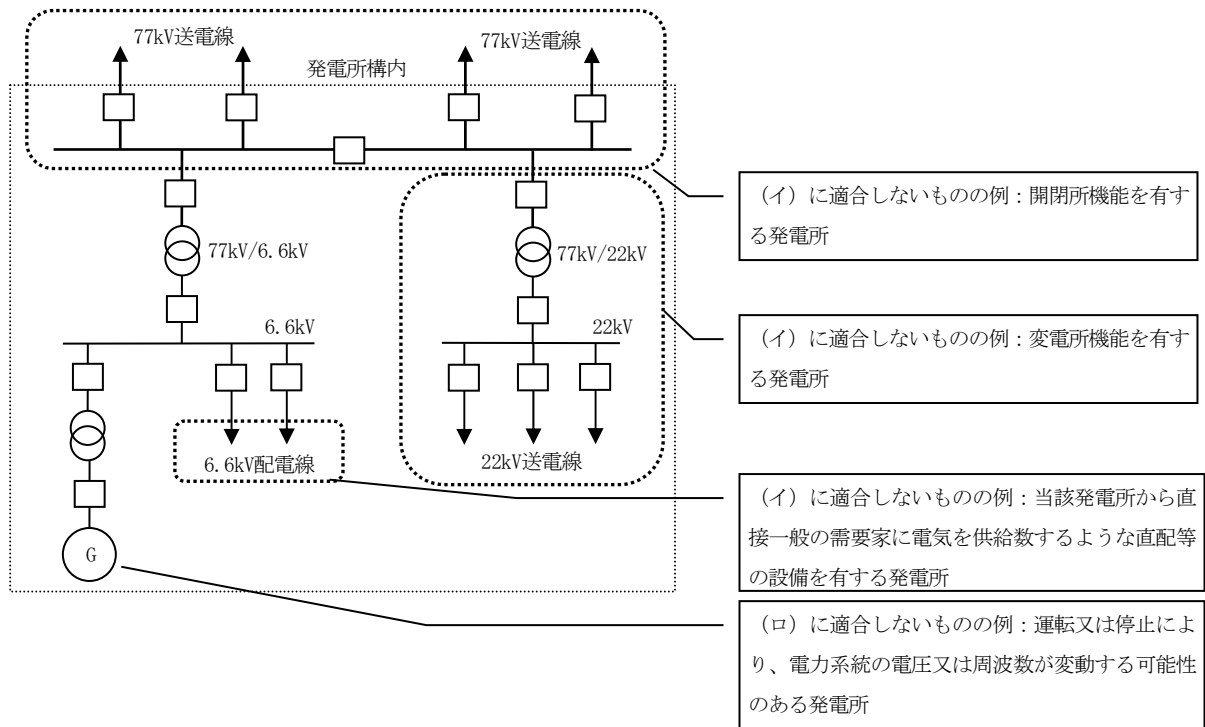 77kV送電線
77kV送電線
発電所構内
77kV/6.6kV
77kV/22kV
6.6kV
22kV
6.6kV配電線
22kV送電線
G
（イ）に適合しないものの例：開閉所機能を有す
る発電所
（イ）に適合しないものの例：変電所機能を有す
る発電所
（イ）に適合しないものの例：当該発電所から直
接一般の需要家に電気を供給数するような直配等
の設備を有する発電所
（ロ）に適合しないものの例：運転又は停止によ
り、電力系統の電圧又は周波数が変動する可能性
のある発電所